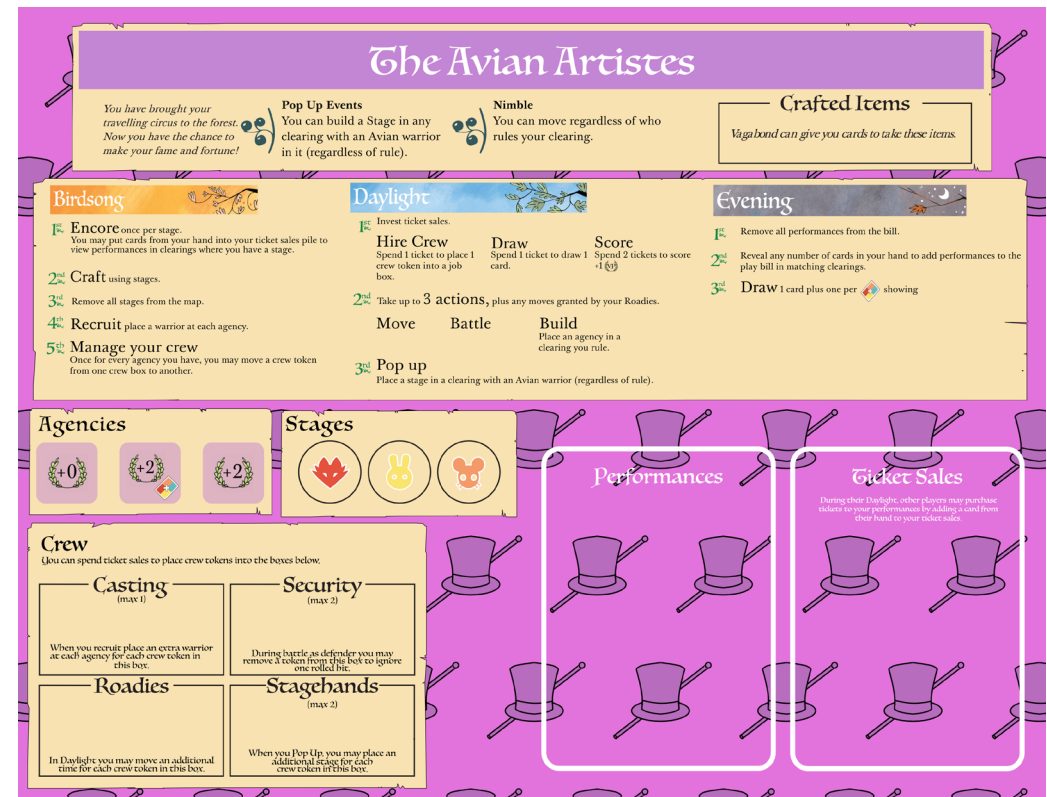 The Avian Artistes
You have brought your
travelling circus to the forest.
Now you have the chance to
make your fame and fortune!
Pop Up Events
You can build a Stage in any
clearing with an Avian warrior
in it (regardless of rule).
Nimble
You can move regardless of who
rules your clearing.
Crafted Items
Vagabond can give you cards to take these items.
Birdsong
1st Encore once per stage.
You may put cards from your hand into your ticket sales pile to
view performances in clearings where you have a stage.
2nd Craft using stages.
3rd Remove all stages from the map.
4th Recruit place a warrior at each agency.
5th Manage your crew
Once for every agency you have, you may move a crew token
from one crew box to another.
Daylight
1st Invest ticket sales.
Hire Crew
Spend 1 ticket to place 1
crew token into a job
box.
Draw
Spend 1 ticket to draw 1
card.
Score
Spend 2 tickets to score
+1 VP
2nd Take up to 3 actions, plus any moves granted by your Roadies.
Move
Battle
Build
Place an agency in a
clearing you rule.
3rd Pop up
Place a stage in a clearing with an Avian warrior (regardless of rule).
Evening
1st Remove all performances from the bill.
2nd Reveal any number of cards in your hand to add performances to the
play bill in matching clearings.
3rd Draw 1 card plus one per showing
Agencies
+0
+2
+2
Stages
Crew
You can spend ticket sales to place crew tokens into the boxes below.
Casting
(max 1)
When you recruit place an extra warrior
at each agency for each crew token in
this box.
Security
(max 2)
During battle as defender you may
remove a token from this box to ignore
one rolled hit.
Roadies
In Daylight you may move an additional
time for each crew token in this box.
Stagehands
(max 2)
When you Pop Up, you may place an
additional stage for each
crew token in this box.
Performances
Ticket Sales
During their Daylight, other players may purchase
tickets to your performances by adding a card from
their hand to your ticket sales.